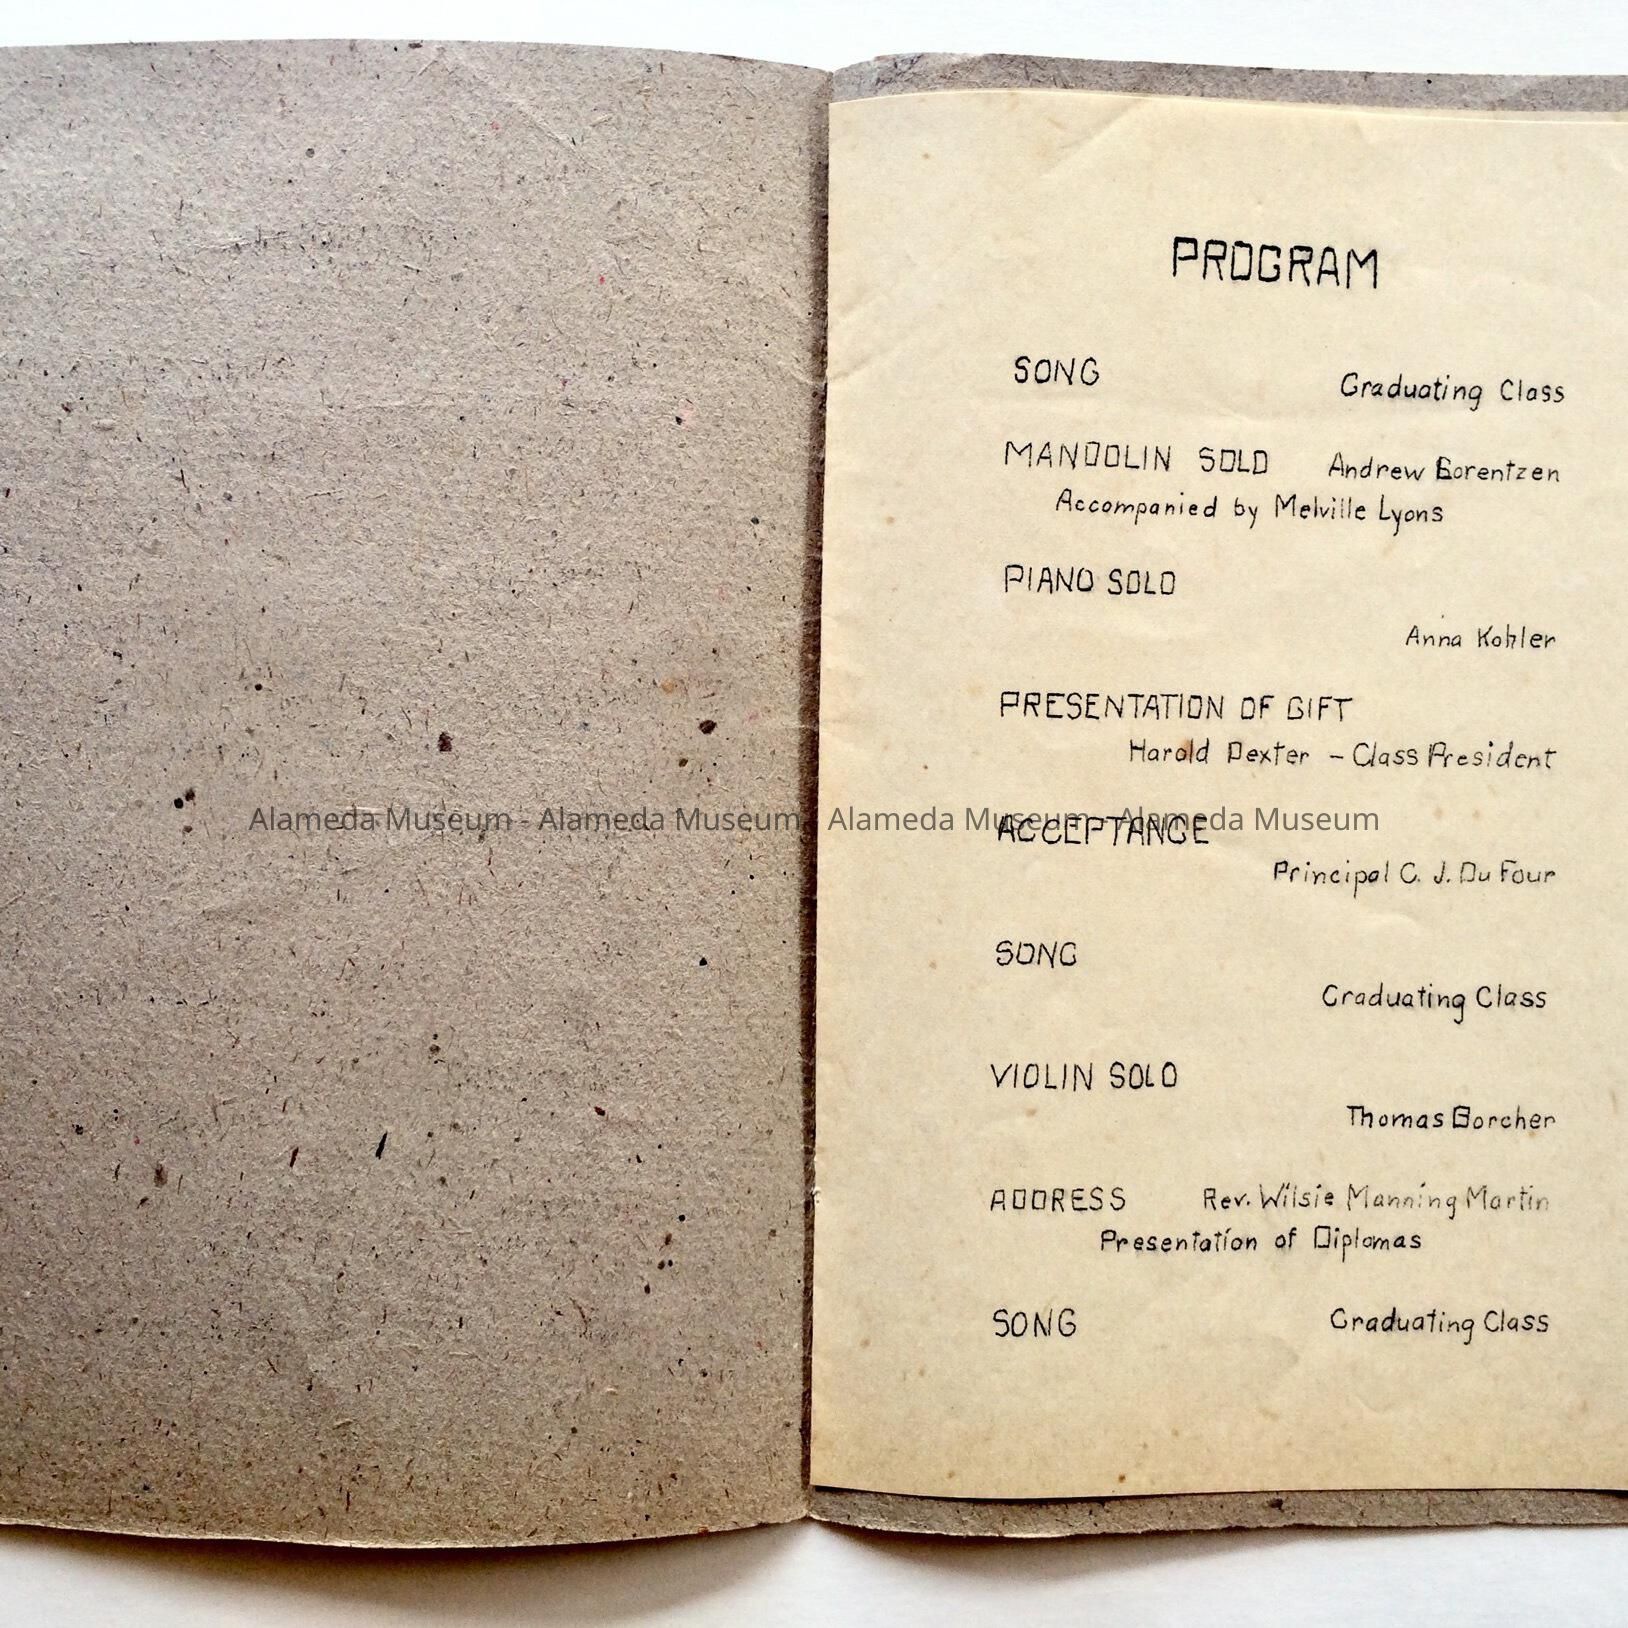 PROGRAM
SONG Graduating Class
MANDOLIN SOLO Andrew Borentzen
Accompanied by Melville Lyons
PIANO SOLO
Anna Kohler
PRESENTATION OF GIFT
Harold Dexter - Class President
Alameda Museum - Alameda Museum - Alameda Museum - Alameda Museum
ACCEPTANCE
Principal C. J. Du Four
SONG
Graduating Class
VIOLIN SOLO
Thomas Borcher
ADDRESS Rev. Wilsie Manning Martin
Presentation of Diplomas
SONG Graduating Class